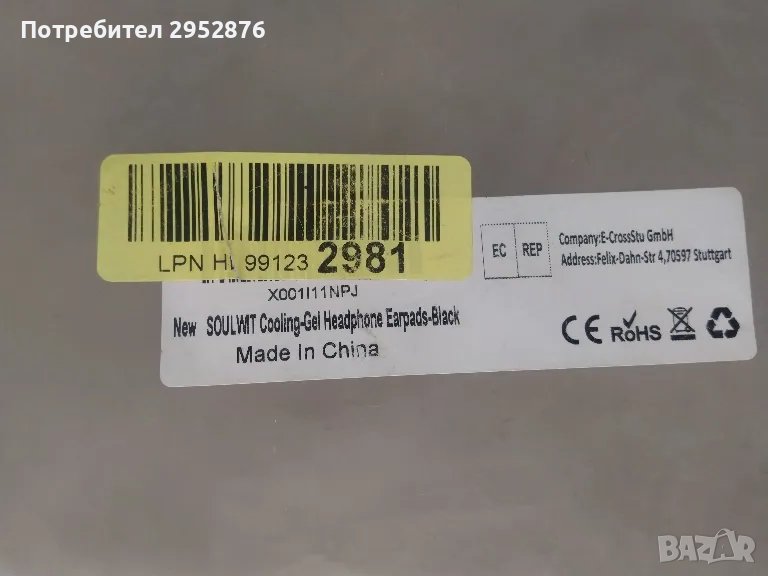 Потребител 2952876
LPN 99123 2981
X001I11NPJ
New SOULWIT Cooling-Gel Headphone Earpads-Black
Made In China
EC REP
Company:E-CrossStu GmbH
Address:Felix-Dahn-Str 4,70597 Stuttgart
CE RoHS
BAZAR